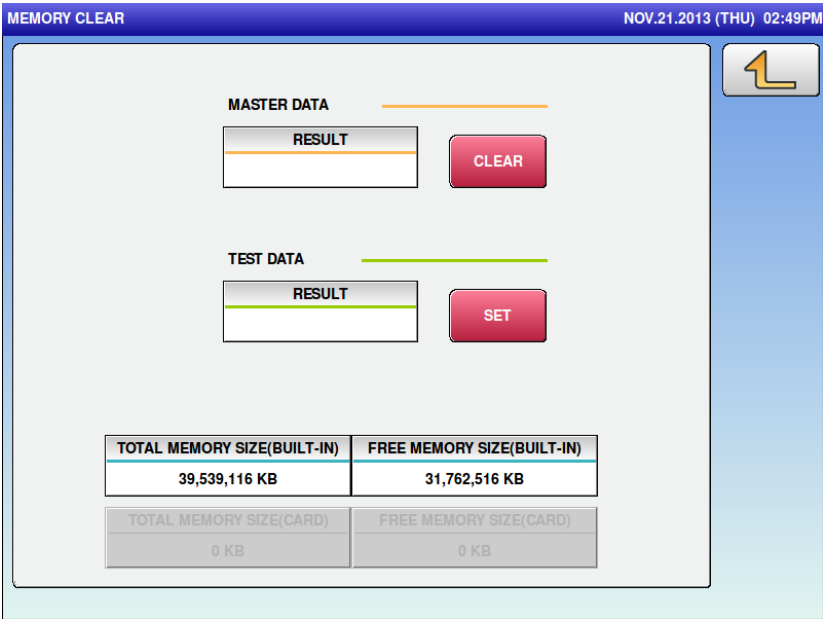 MEMORY CLEAR NOV.21.2013 (THU) 02:49PM
MASTER DATA
RESULT
CLEAR
TEST DATA
RESULT
SET
TOTAL MEMORY SIZE(BUILT-IN) FREE MEMORY SIZE(BUILT-IN)
39,539,116 KB 31,762,516 KB
TOTAL MEMORY SIZE(CARD) FREE MEMORY SIZE(CARD)
0 KB 0 KB